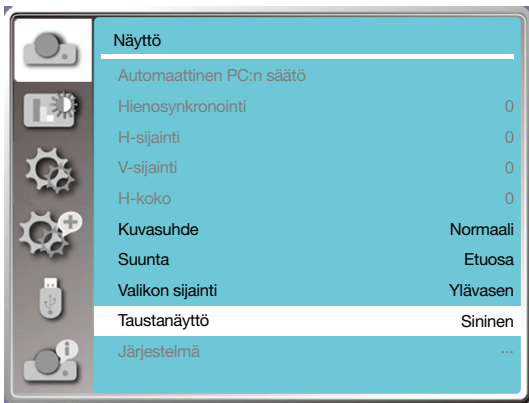 Näyttö
Automaattinen PC:n säätö
Hienosynkronointi 0
H-sijainti 0
V-sijainti 0
H-koko 0
Kuvasuhde Normaali
Suunta Etuosa
Valikon sijainti Ylävasen
Taustanäyttö Sininen
Järjestelmä ...